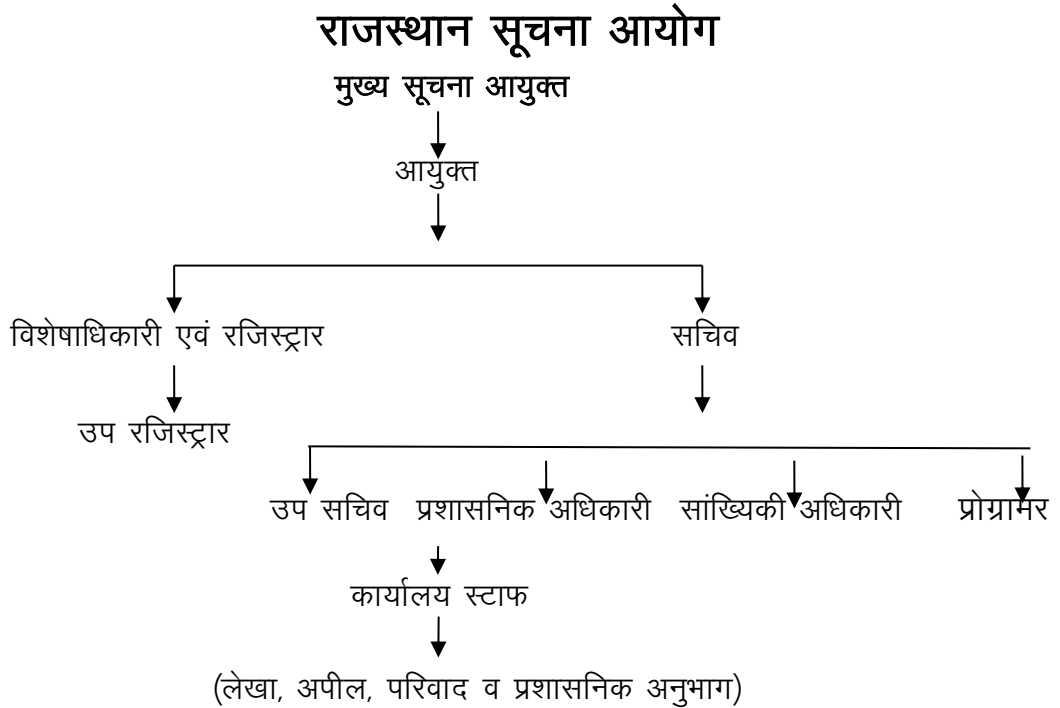 राजस्थान सूचना आयोग
मुख्य सूचना आयुक्त
आयुक्त
विशेषाधिकारी एवं रजिस्ट्रार
सचिव
उप रजिस्ट्रार
उप सचिव
प्रशासनिक अधिकारी
सांख्यिकी अधिकारी
प्रोग्रामर
कार्यालय स्टाफ
(लेखा, अपील, परिवाद व प्रशासनिक अनुभाग)